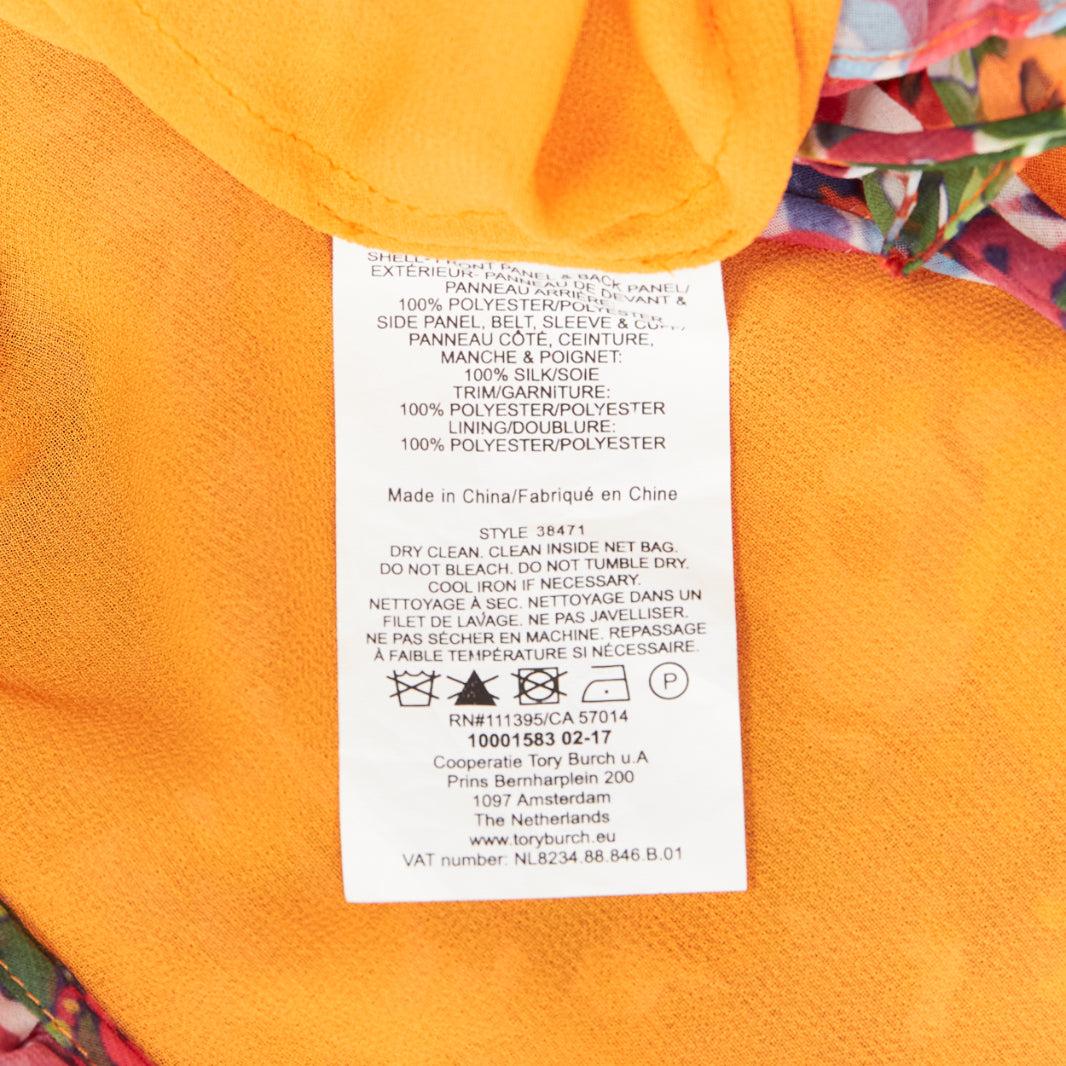 SHELL- FRONT PANEL & BACK PANEL/
EXTÉRIEUR- PANNEAU DE DEVANT &
PANNEAU ARRIÈRE
100% POLYESTER/POLYESTER
SIDE PANEL, BELT, SLEEVE & CUFF/
PANNEAU CÔTÉ, CEINTURE,
MANCHE & POIGNET:
100% SILK/SOIE
TRIM/GARNITURE:
100% POLYESTER/POLYESTER
LINING/DOUBLURE:
100% POLYESTER/POLYESTER
Made in China/Fabriqué en Chine
STYLE 38471
DRY CLEAN. CLEAN INSIDE NET BAG.
DO NOT BLEACH. DO NOT TUMBLE DRY.
COOL IRON IF NECESSARY.
NETTOYAGE À SEC. NETTOYAGE DANS UN
FILET DE LAVAGE. NE PAS JAVELLISER.
NE PAS SÉCHER EN MACHINE. REPASSAGE
À FAIBLE TEMPÉRATURE SI NÉCESSAIRE.
P
RN#111395/CA 57014
10001583 02-17
Cooperatie Tory Burch u.A
Prins Bernharplein 200
1097 Amsterdam
The Netherlands
www.toryburch.eu
VAT number: NL8234.88.846.B.01